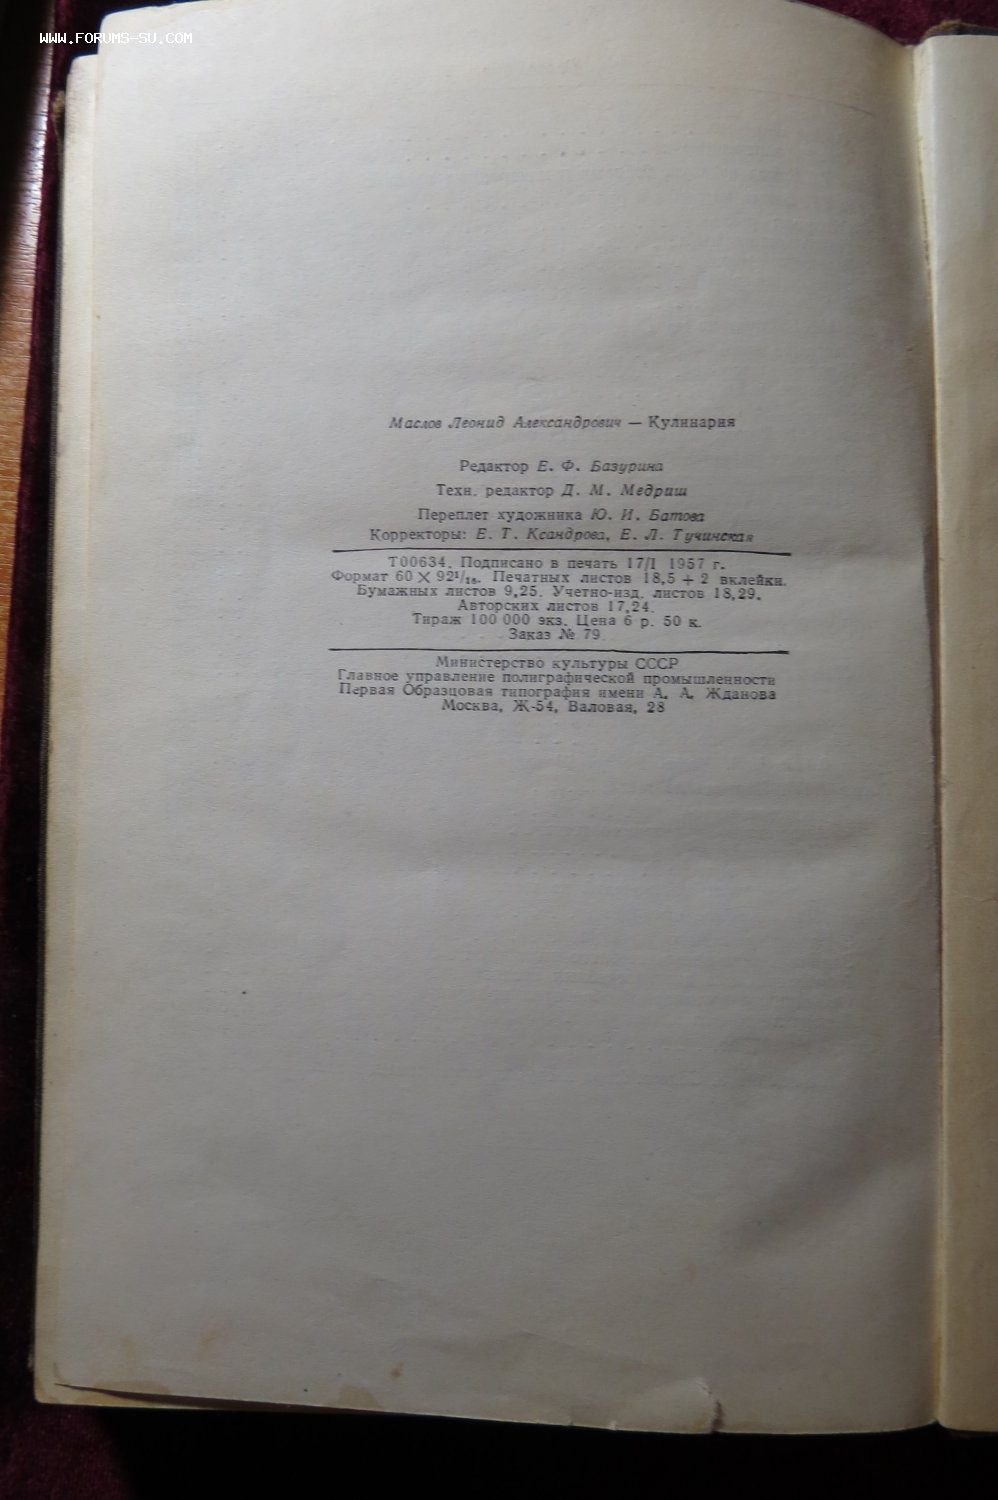 WWW.FORUMS-SU.COM
Маслов Леонид Александрович — Кулинария
Редактор Е. Ф. Базурина
Техн. редактор Д. М. Медриш
Переплет художника Ю. И. Батова
Корректоры: Е. Т. Ксандрова, Е. Л. Тучинская
Т00634. Подписано в печать 17/I 1957 г.
Формат 60 × 92¹/₁₆. Печатных листов 18,5 + 2 вклейки.
Бумажных листов 9,25. Учетно-изд. листов 18,29.
Авторских листов 17,24.
Тираж 100 000 экз. Цена 6 р. 50 к.
Заказ № 79.
Министерство культуры СССР
Главное управление полиграфической промышленности
Первая Образцовая типография имени А. А. Жданова
Москва, Ж-54, Валовая, 28